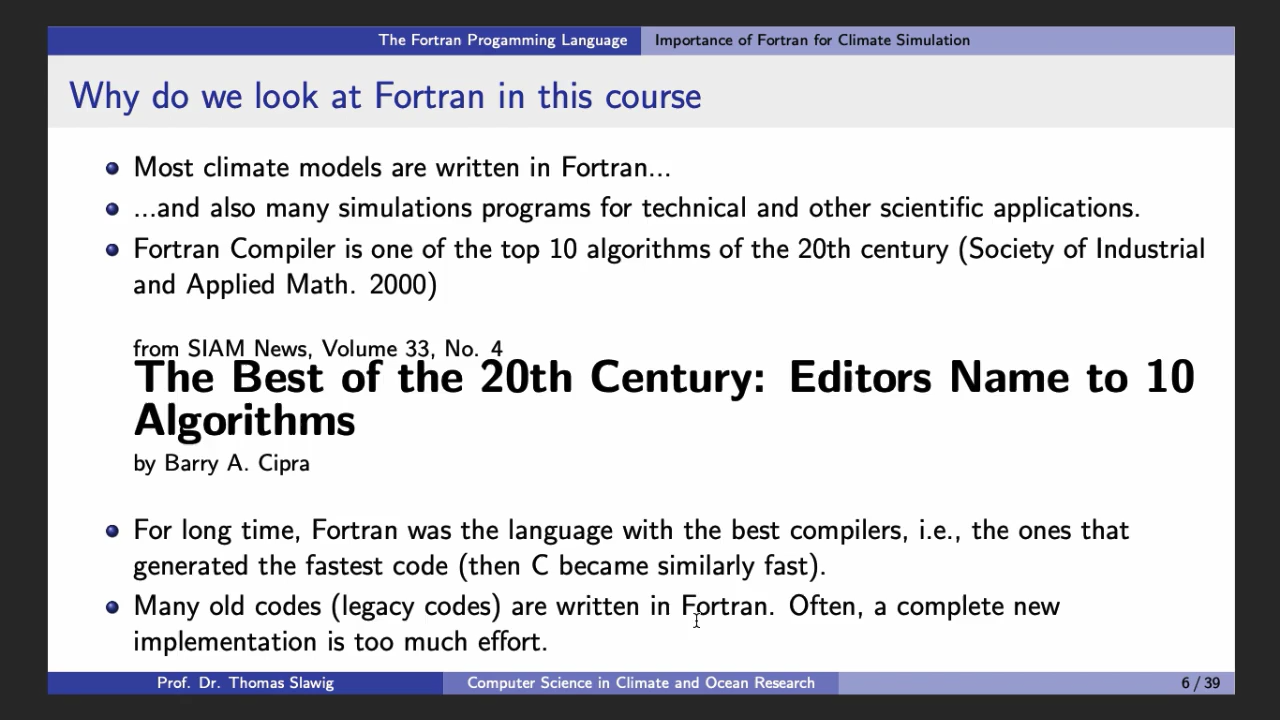 The Fortran Progamming Language Importance of Fortran for Climate Simulation
Why do we look at Fortran in this course
Most climate models are written in Fortran...
...and also many simulations programs for technical and other scientific applications.
Fortran Compiler is one of the top 10 algorithms of the 20th century (Society of Industrial
and Applied Math. 2000)
from SIAM News, Volume 33, No. 4
The Best of the 20th Century: Editors Name to 10
Algorithms
by Barry A. Cipra
For long time, Fortran was the language with the best compilers, i.e., the ones that
generated the fastest code (then C became similarly fast).
Many old codes (legacy codes) are written in Fortran. Often, a complete new
implementation is too much effort.
Prof. Dr. Thomas Slawig Computer Science in Climate and Ocean Research 6 / 39